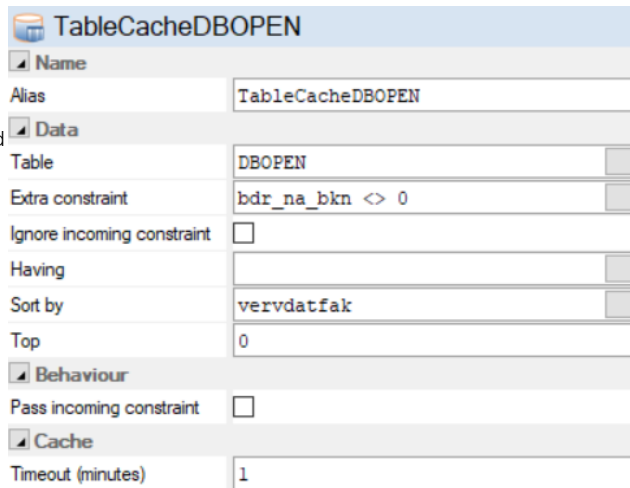 TableCacheDBOPEN
Name
Alias TableCacheDBOPEN
Data
Table DBOPEN
Extra constraint bdr_na_bkn <> 0
Ignore incoming constraint
Having
Sort by vervdatfak
Top 0
Behaviour
Pass incoming constraint
Cache
Timeout (minutes) 1